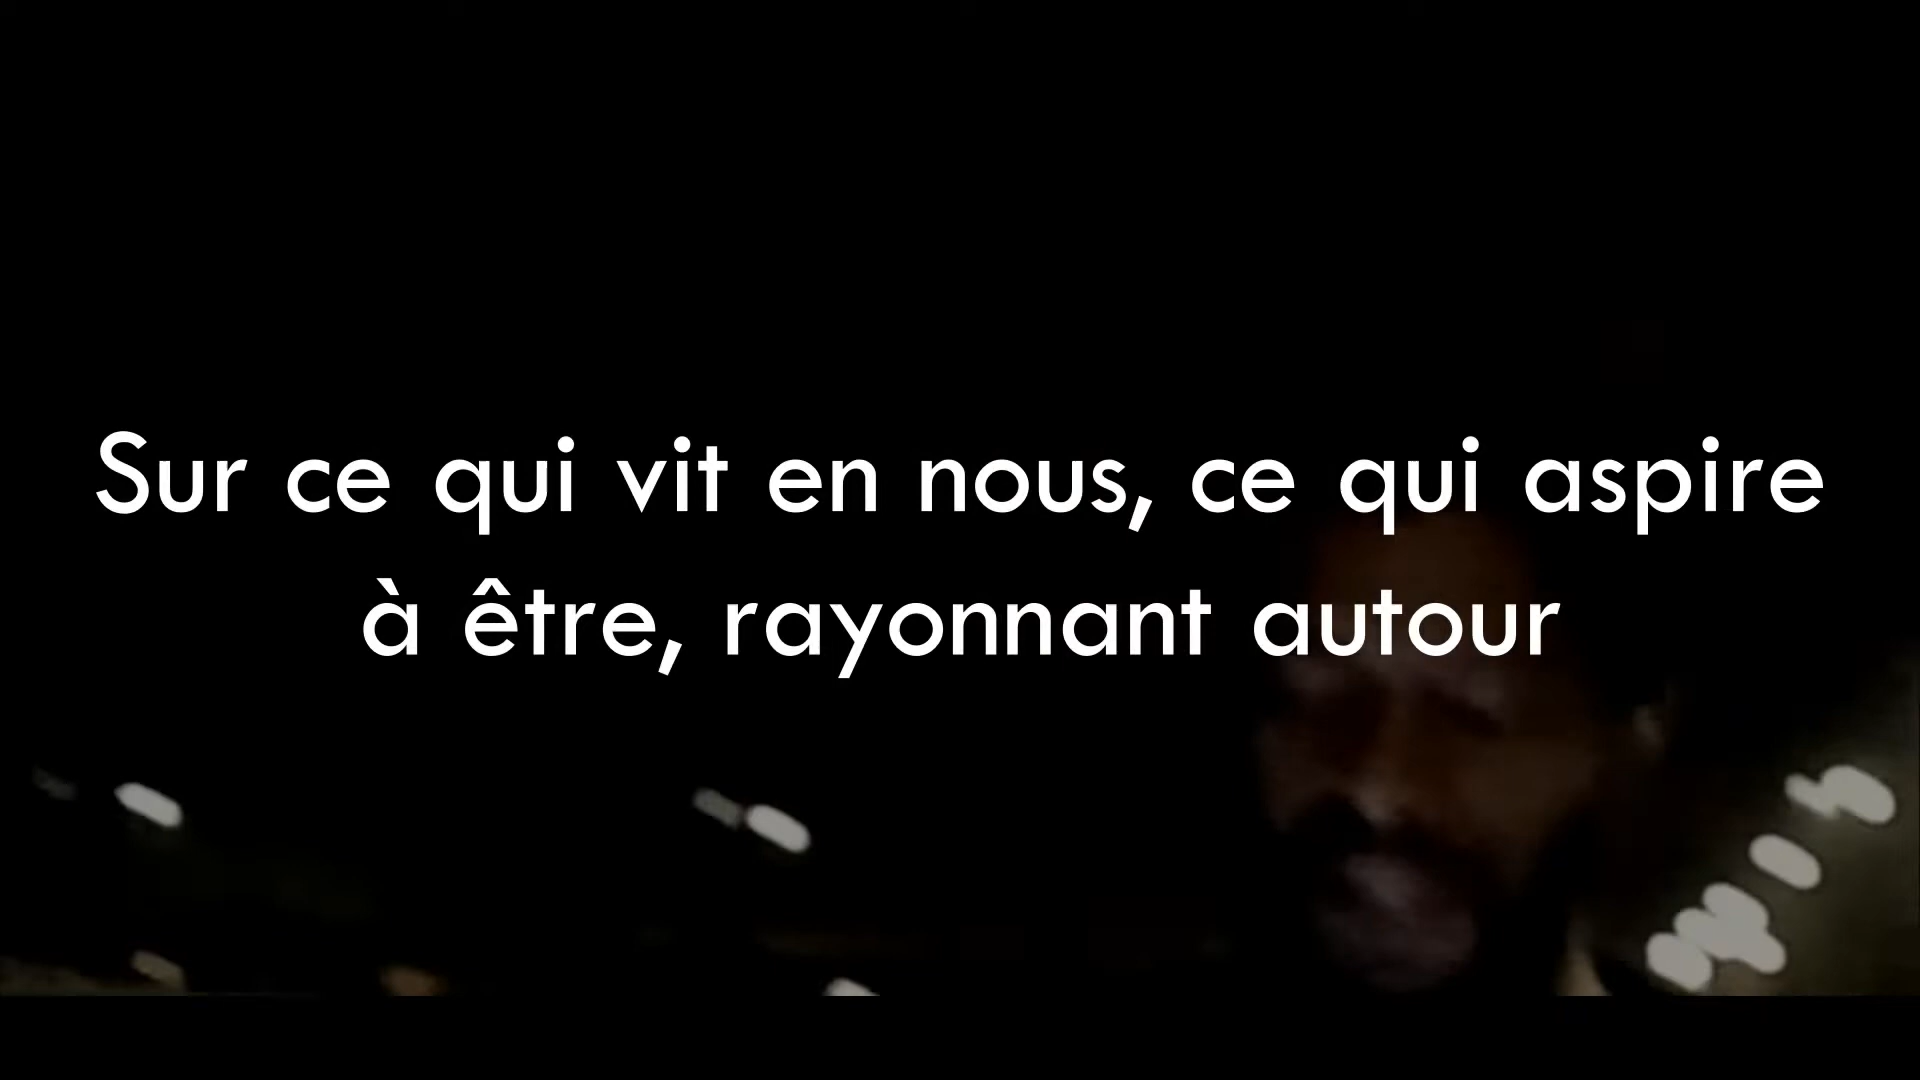 Sur ce qui vit en nous, ce qui aspire
à être, rayonnant autour